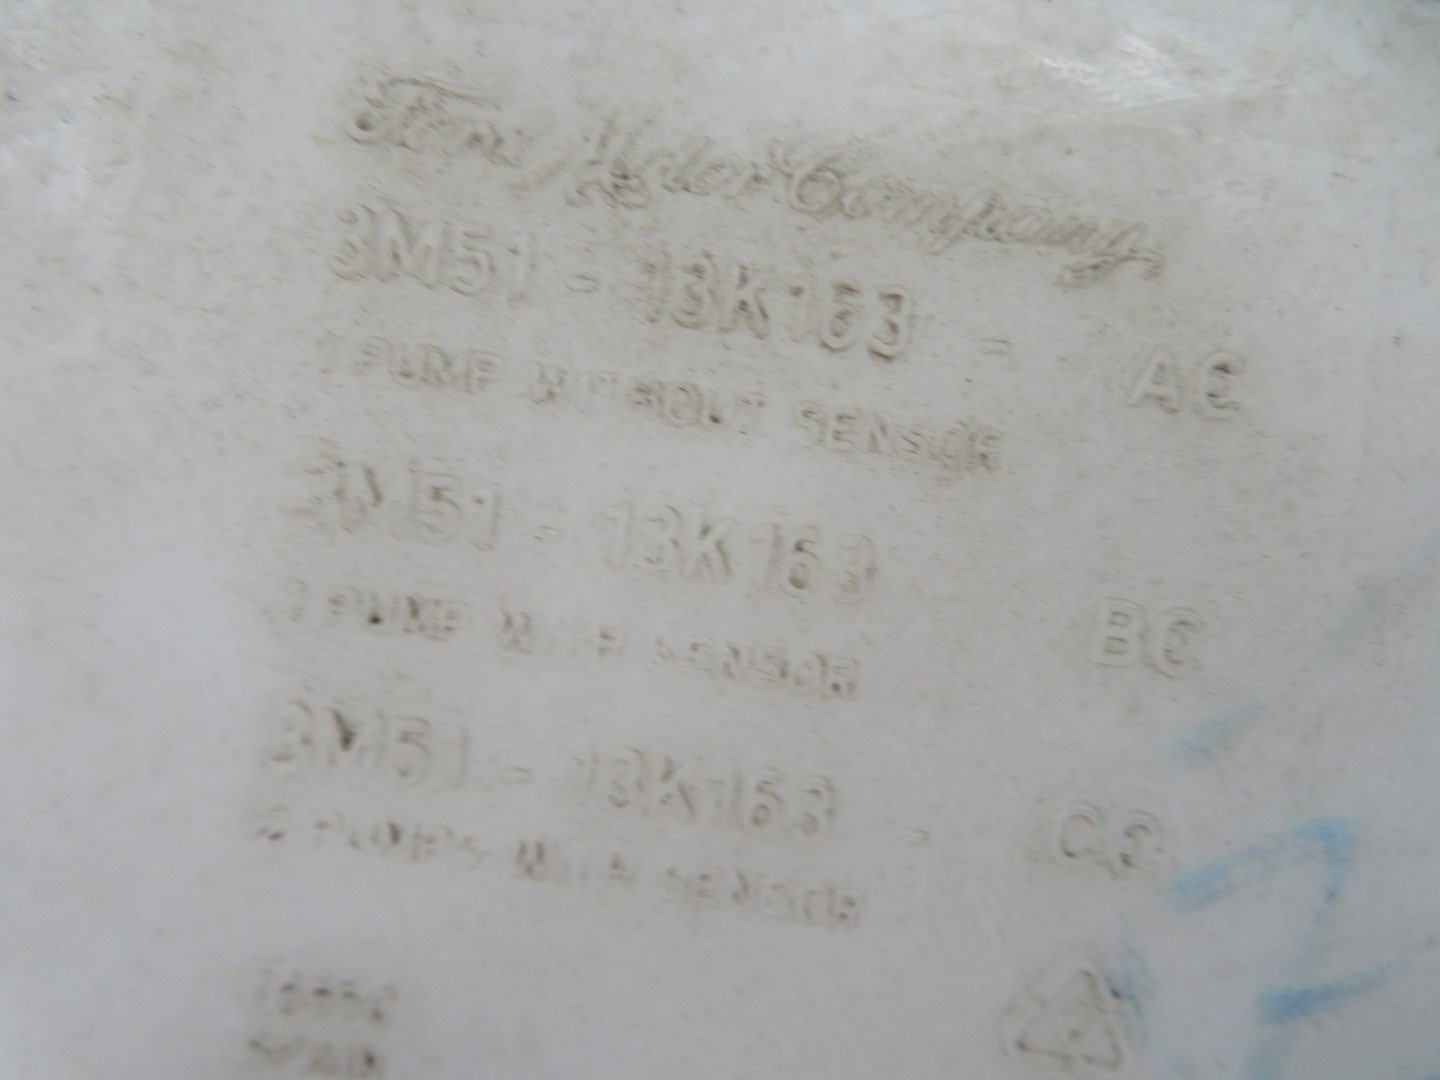 Ford Motor Company
3M51 - 13K163 - AC
1 PUMP WITHOUT SENSOR
3M51 - 13K163 BC
PUMP WITH SENSOR
3M51 - 13K163 - CC
2 PUMPS WITH SENSOR
SPAIN